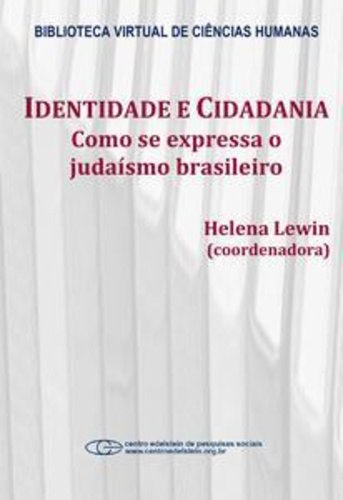 BIBLIOTECA VIRTUAL DE CIÊNCIAS HUMANAS
IDENTIDADE E CIDADANIA
Como se expressa o
judaísmo brasileiro
Helena Lewin
(coordenadora)
centro edelstein de pesquisas sociais
www.centroedelstein.org.br